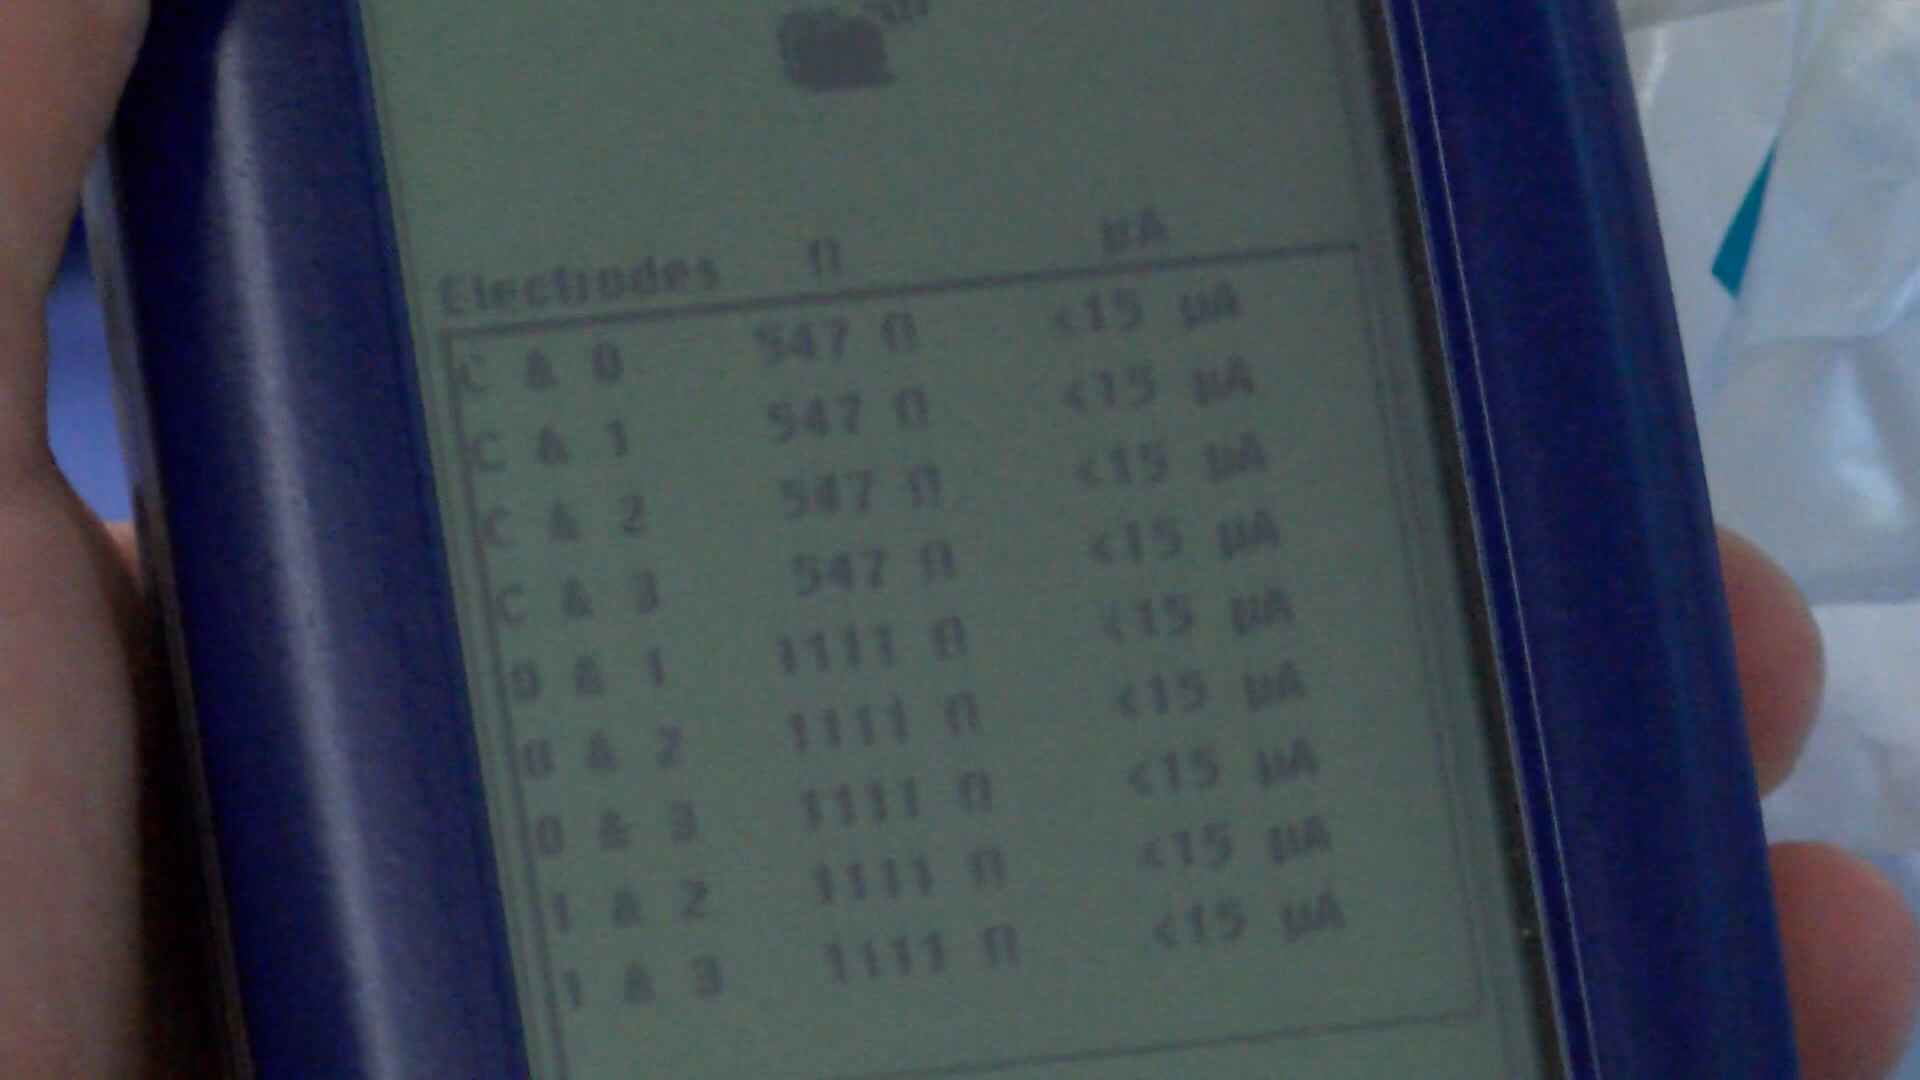 Electrodes Ω µA
C & 0 547 Ω <15 µA
C & 1 547 Ω <15 µA
C & 2 547 Ω <15 µA
C & 3 547 Ω <15 µA
0 & 1 1111 Ω <15 µA
0 & 2 1111 Ω <15 µA
0 & 3 1111 Ω <15 µA
1 & 2 1111 Ω <15 µA
1 & 3 1111 Ω <15 µA